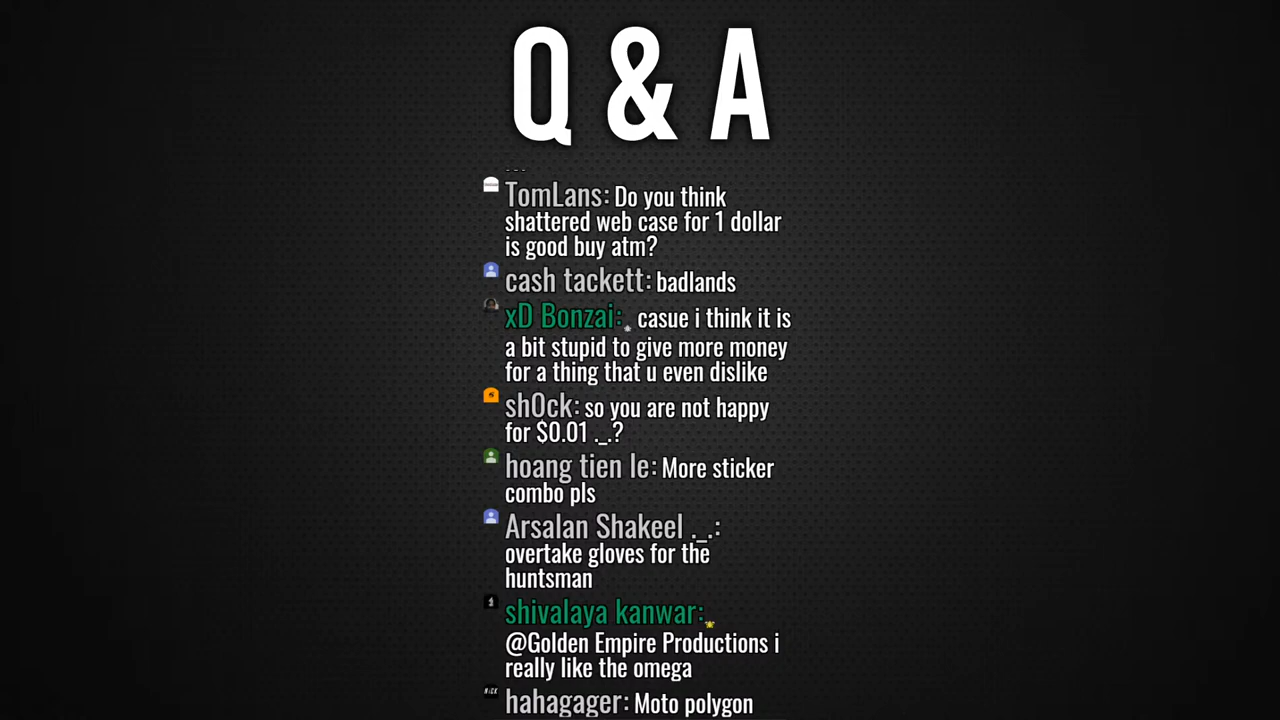 Q & A
TomLans: Do you think
shattered web case for 1 dollar
is good buy atm?
cash tackett: badlands
xD Bonzai: casue i think it is
a bit stupid to give more money
for a thing that u even dislike
sh0ck: so you are not happy
for $0.01 ._.?
hoang tien le: More sticker
combo pls
Arsalan Shakeel ._.:
overtake gloves for the
huntsman
shivalaya kanwar:
@Golden Empire Productions i
really like the omega
hahagager: Moto polygon